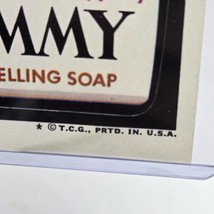 MMY
ELLING SOAP
* © T.C.G., PRTD. IN U.S.A.